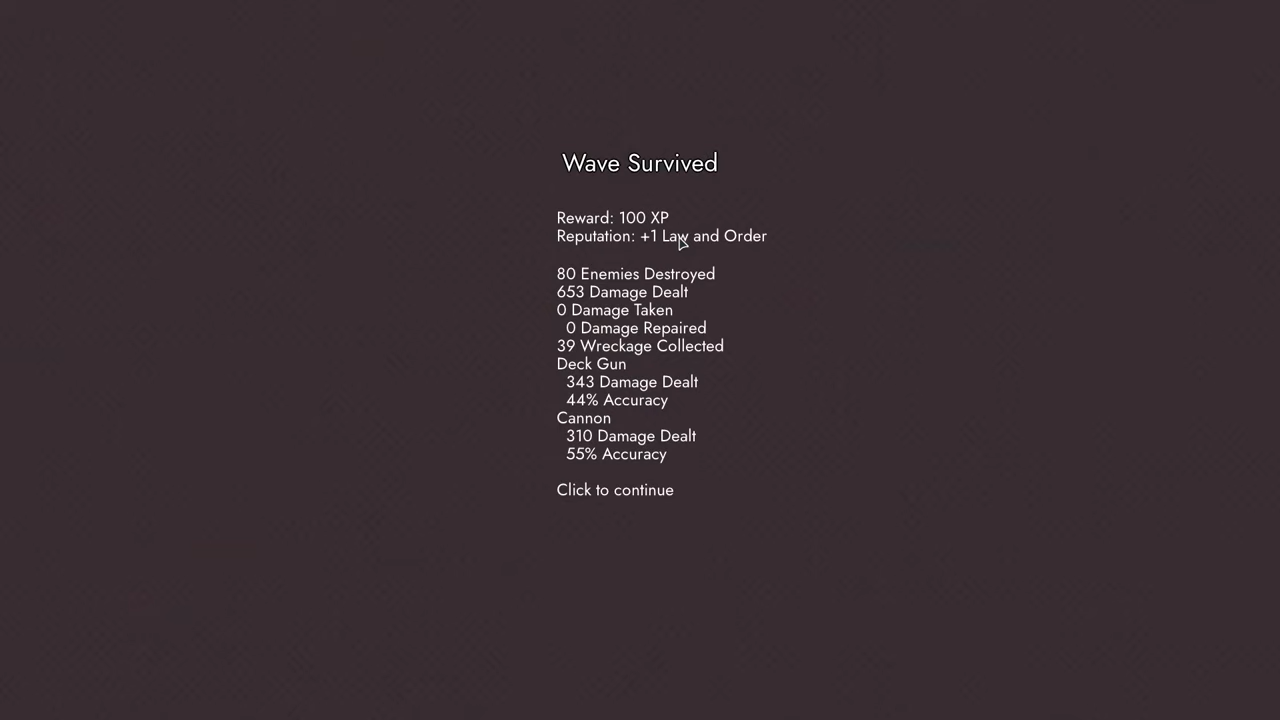 Wave Survived
Reward: 100 XP
Reputation: +1 Law and Order
80 Enemies Destroyed
653 Damage Dealt
0 Damage Taken
0 Damage Repaired
39 Wreckage Collected
Deck Gun
343 Damage Dealt
44% Accuracy
Cannon
310 Damage Dealt
55% Accuracy
Click to continue